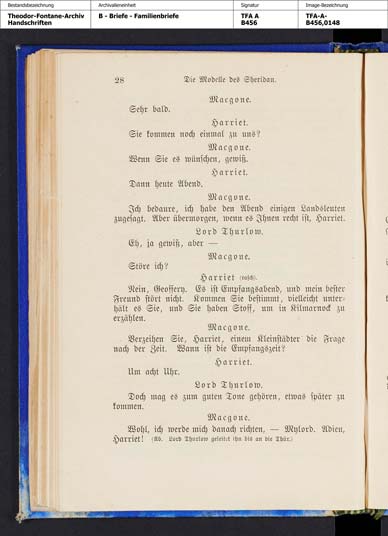 Bestandsbezeichnung Archivalieneinheit Signatur Image-Bezeichnung
Theodor-Fontane-Archiv B - Briefe - Familienbriefe TFA A TFA-A-
Handschriften B456 B456,0148
28 Die Modelle des Sheridan.
Macgone.
Sehr bald.
Harriet.
Sie kommen noch einmal zu uns?
Macgone.
Wenn Sie es wünschen, gewiß.
Harriet.
Dann heute Abend.
Macgone.
Ich bedaure, ich habe den Abend einigen Landsleuten
zugesagt. Aber übermorgen, wenn es Ihnen recht ist, Harriet.
Lord Thurlow.
Eh, ja gewiß, aber —
Macgone.
Störe ich?
Harriet (rasch).
Nein, Geoffery. Es ist Empfangsabend, und mein bester
Freund stört nicht. Kommen Sie bestimmt, vielleicht unter-
hält es Sie, und Sie haben Stoff, um in Kilmarnock zu
erzählen.
Macgone.
Verzeihen Sie, Harriet, einem Kleinstädter die Frage
nach der Zeit. Wann ist die Empfangszeit?
Harriet.
Um acht Uhr.
Lord Thurlow.
Doch mag es zum guten Tone gehören, etwas später zu
kommen.
Macgone.
Wohl, ich werde mich danach richten, — Mylord. Adien,
Harriet! (Ab. Lord Thurlow geleitet ihn bis an die Thür.)